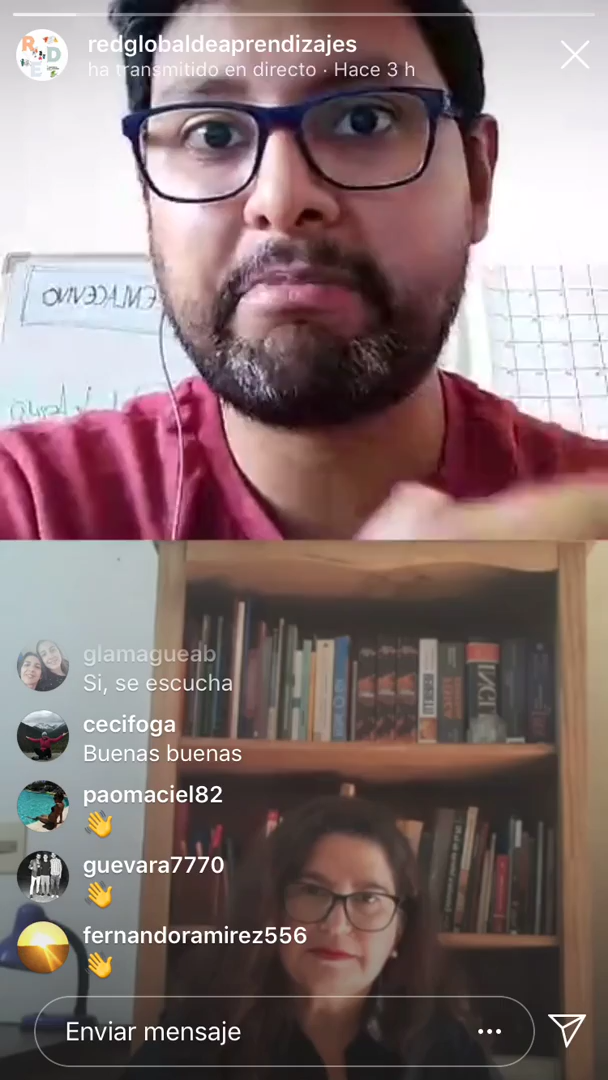 redglobaldeaprendizajes
ha transmitido en directo · Hace 3 h
ENLACEVIVO
glamagueab
Si, se escucha
cecifoga
Buenas buenas
paomaciel82
👋
guevara7770
👋
fernandoramirez556
👋
Enviar mensaje